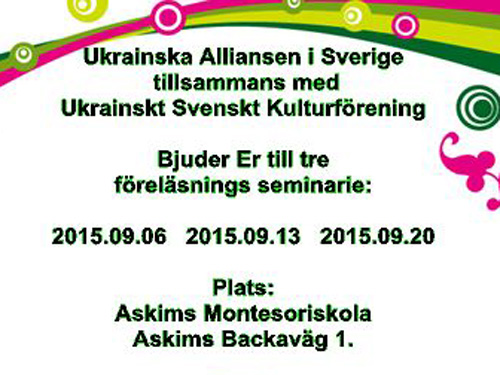 Ukrainska Alliansen i Sverige
tillsammans med
Ukrainskt Svenskt Kulturförening
Bjuder Er till tre
föreläsnings seminarie:
2015.09.06 2015.09.13 2015.09.20
Plats:
Askims Montesoriskola
Askims Backaväg 1.